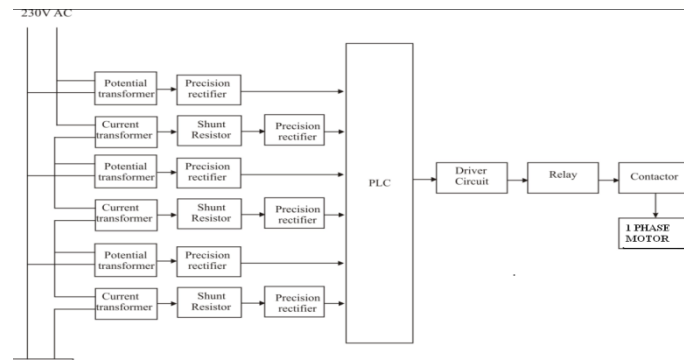 230V AC
Potential
transformer
Precision
rectifier
Current
transformer
Shunt
Resistor
Precision
rectifier
Potential
transformer
Precision
rectifier
Current
transformer
Shunt
Resistor
Precision
rectifier
Potential
transformer
Precision
rectifier
Current
transformer
Shunt
Resistor
Precision
rectifier
PLC
Driver
Circuit
Relay
Contactor
1 PHASE
MOTOR